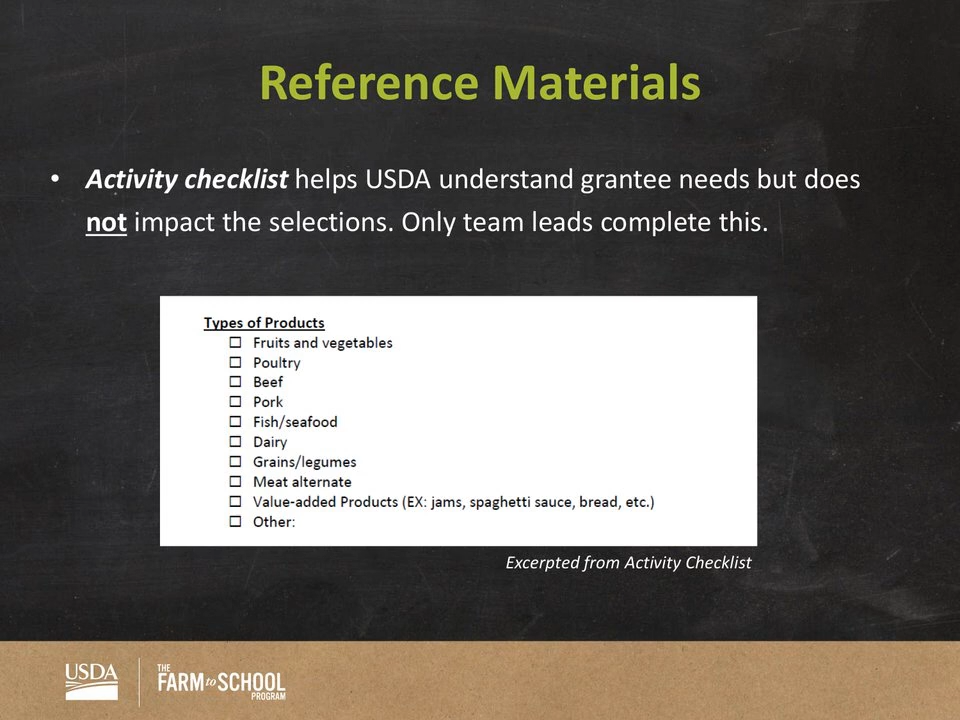 Reference Materials
• Activity checklist helps USDA understand grantee needs but does
not impact the selections. Only team leads complete this.
Types of Products
☐ Fruits and vegetables
☐ Poultry
☐ Beef
☐ Pork
☐ Fish/seafood
☐ Dairy
☐ Grains/legumes
☐ Meat alternate
☐ Value-added Products (EX: jams, spaghetti sauce, bread, etc.)
☐ Other:
Excerpted from Activity Checklist
USDA
THE
FARM to SCHOOL
PROGRAM